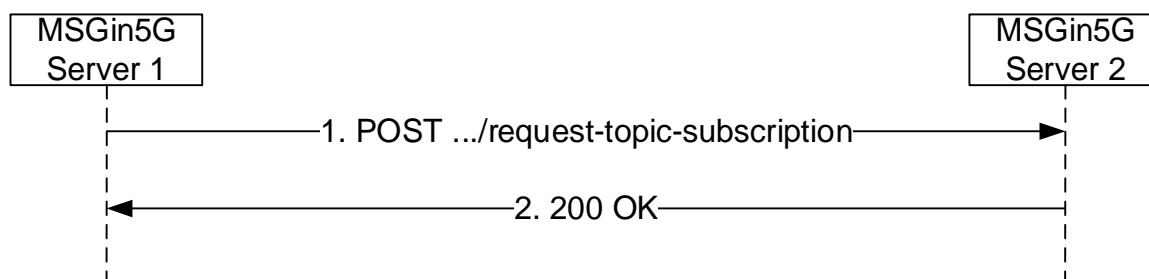 MSGin5G
Server 1
MSGin5G
Server 2
1. POST .../request-topic-subscription
2. 200 OK